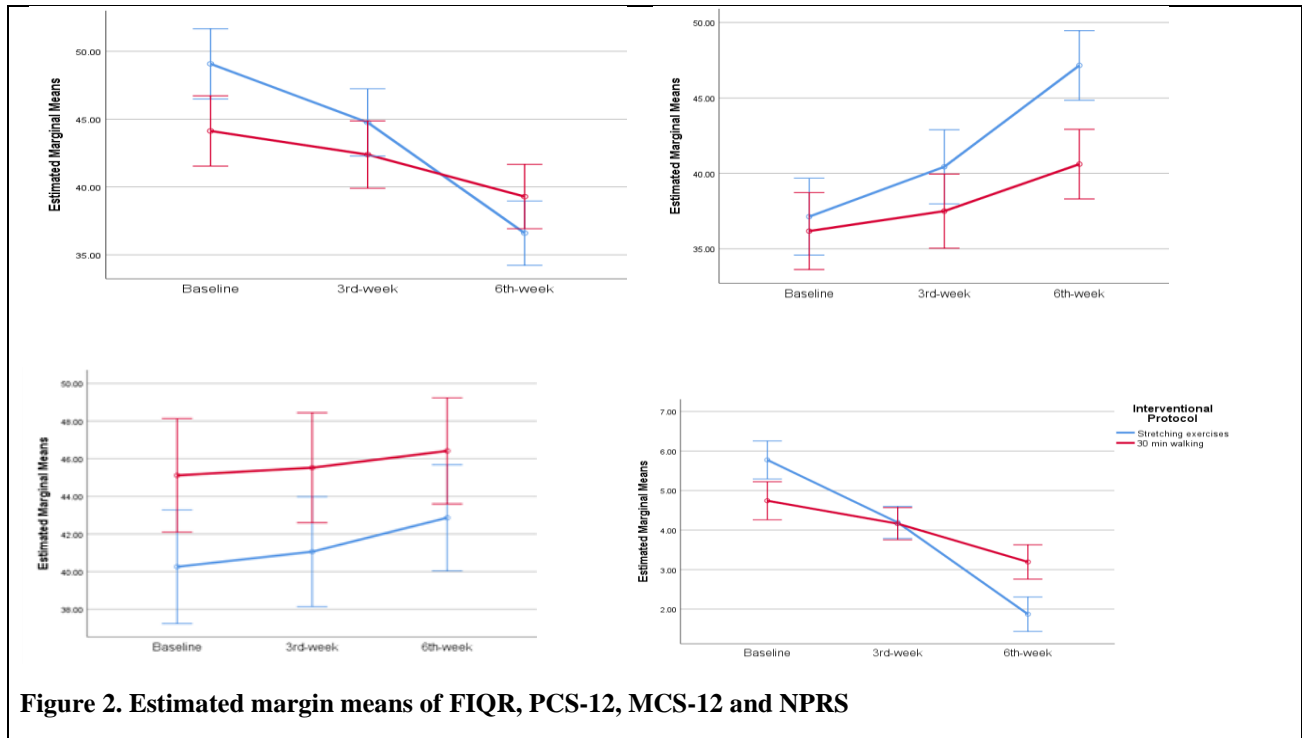 50.00
45.00
40.00
35.00
Estimated Marginal Means
Baseline 3rd-week 6th-week
50.00
45.00
40.00
35.00
Estimated Marginal Means
Baseline 3rd-week 6th-week
50.00
48.00
46.00
44.00
42.00
40.00
38.00
Estimated Marginal Means
Baseline 3rd-week 6th-week
7.00
6.00
5.00
4.00
3.00
2.00
Estimated Marginal Means
Baseline 3rd-week 6th-week
Interventional
Protocol
Stretching exercises
30 min walking
Figure 2. Estimated margin means of FIQR, PCS-12, MCS-12 and NPRS